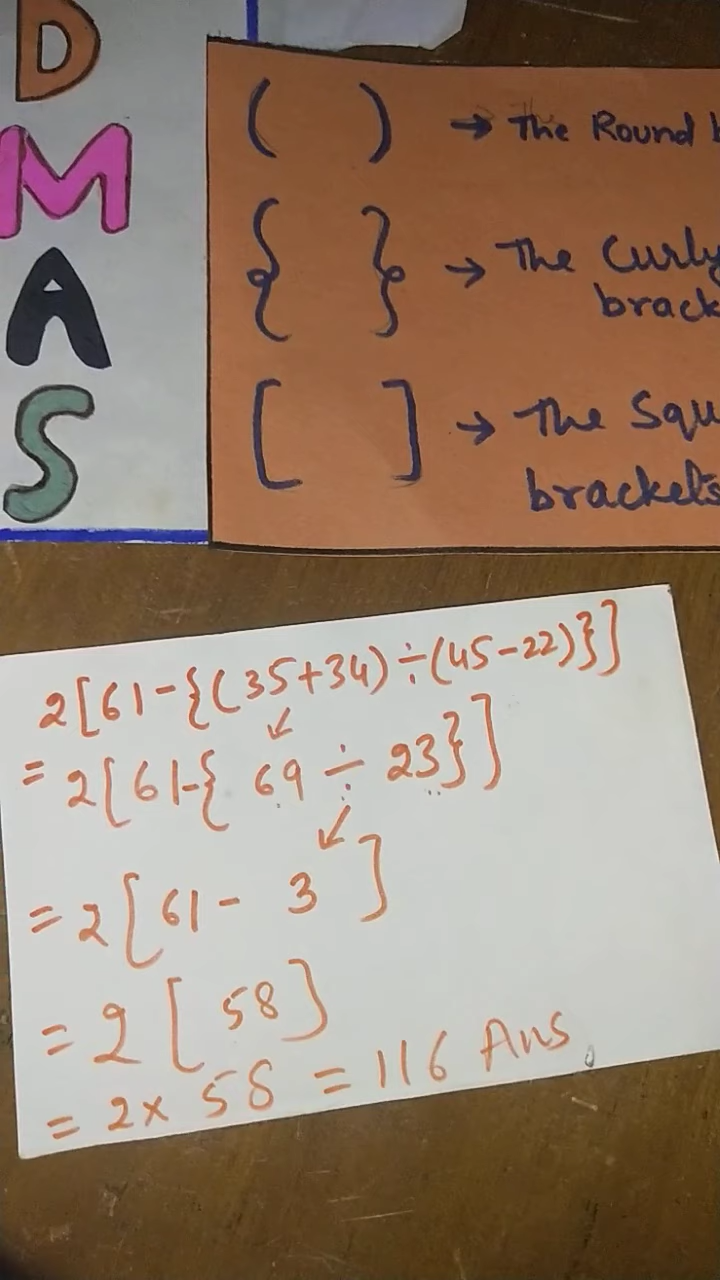 D
M
A
S
( ) → The Round
{ } → The Curly
brack
[ ] → The Squ
brackets
2[61-{(35+34)÷(45-22)}]
= 2[61-{ 69 ÷ 23}]
= 2[61- 3 ]
= 2[ 58 ]
= 2× 58 = 116 Ans